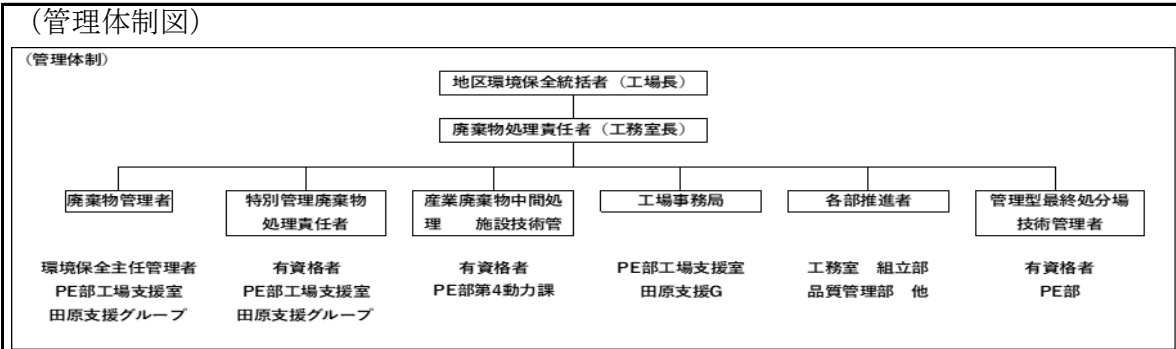 （管理体制図）
（管理体制）
地区環境保全統括者（工場長）
廃棄物処理責任者（工務室長）
廃棄物管理者
特別管理廃棄物
処理責任者
産業廃棄物中間処
理　　施設技術管
工場事務局
各部推進者
管理型最終処分場
技術管理者
環境保全主任管理者
PE部工場支援室
田原支援グループ
有資格者
PE部工場支援室
田原支援グループ
有資格者
PE部第4動力課
PE部工場支援室
田原支援G
工務室　組立部
品質管理部　他
有資格者
PE部